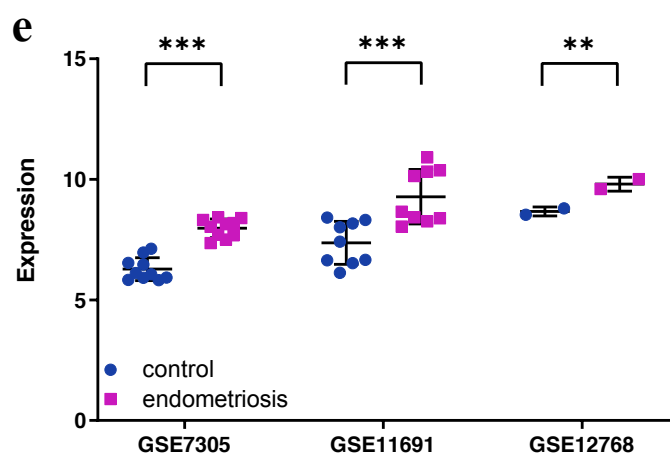 e
*** *** **
15
10
5
0
Expression
control
endometriosis
GSE7305 GSE11691 GSE12768